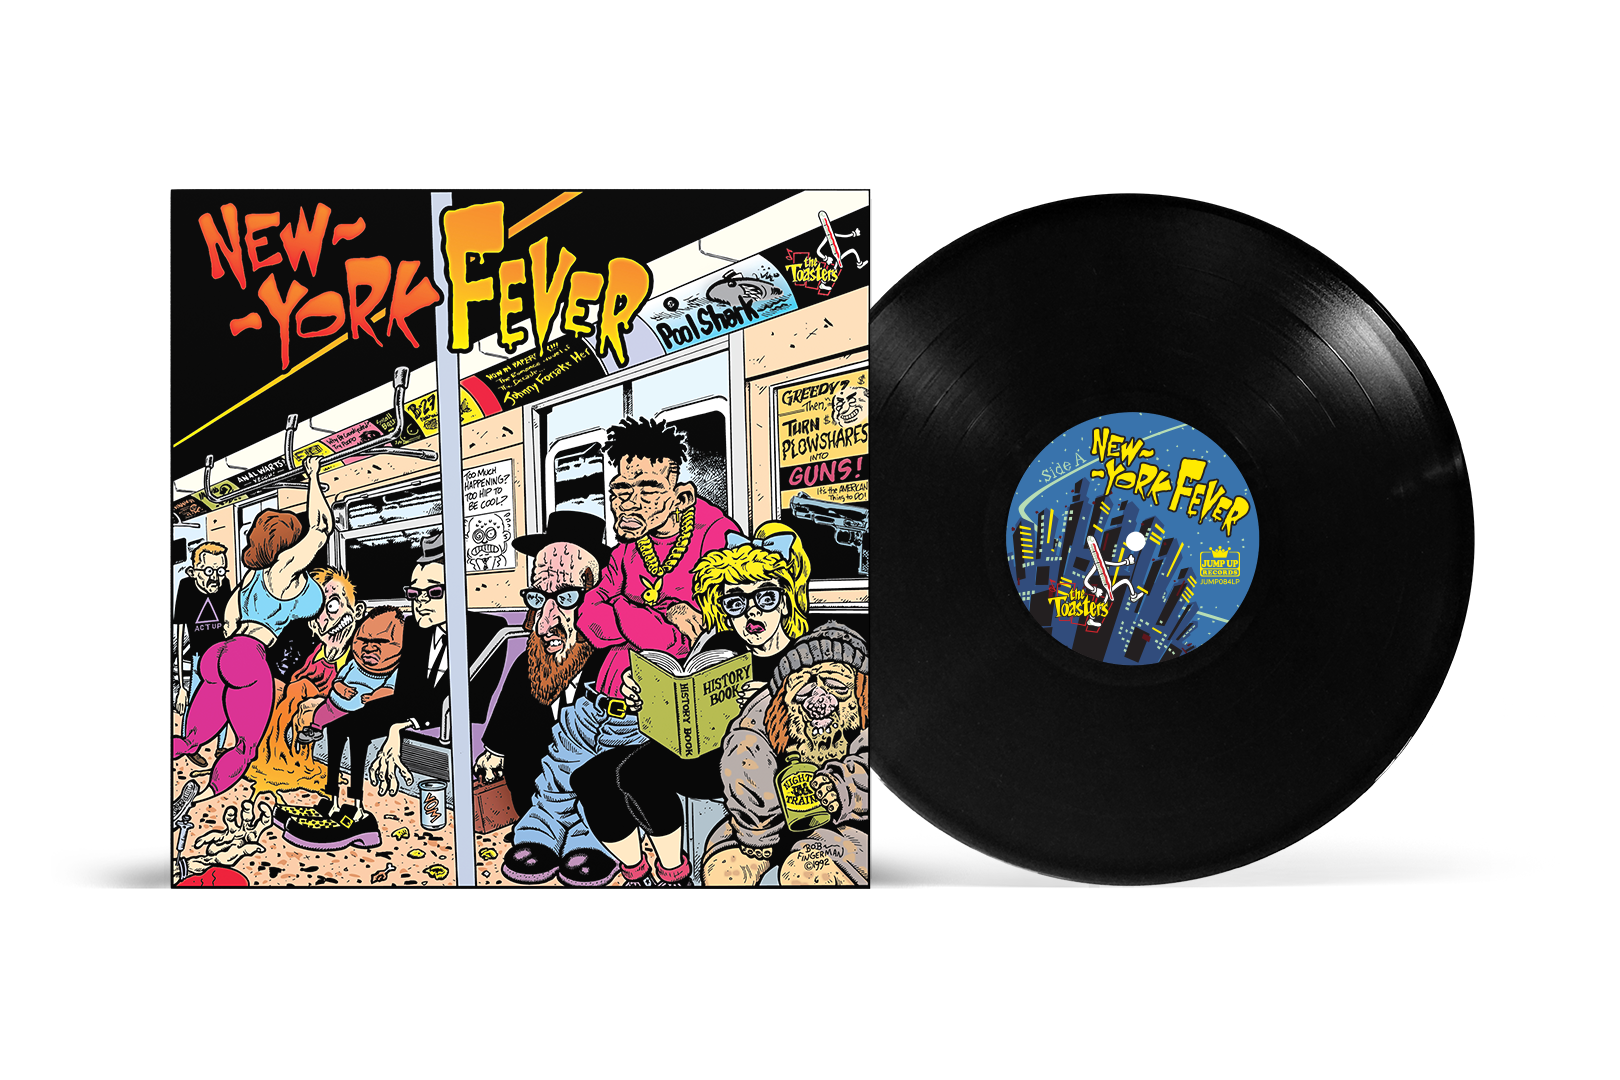 NEW-
-YORK
FEVER
the
Toasters
Pool Shark
NOW IN PAPER!
Johnny Forsake Her
B-27
ANAL WARTS?
GREEDY?
Then,
TURN
PLOWSHARES
INTO
GUNS!
It's the AMERICAN
Thing to DO!
TOO MUCH
HAPPENING?
TOO HIP TO
BE COOL?
ACT UP
HISTORY
BOOK
HISTORY BOOK
NIGHT
TRAIN
BOB
FINGERMAN
©1992
Side A
NEW-
-YORK FEVER
JUMP UP
RECORDS
JUMP084LP
the
Toasters